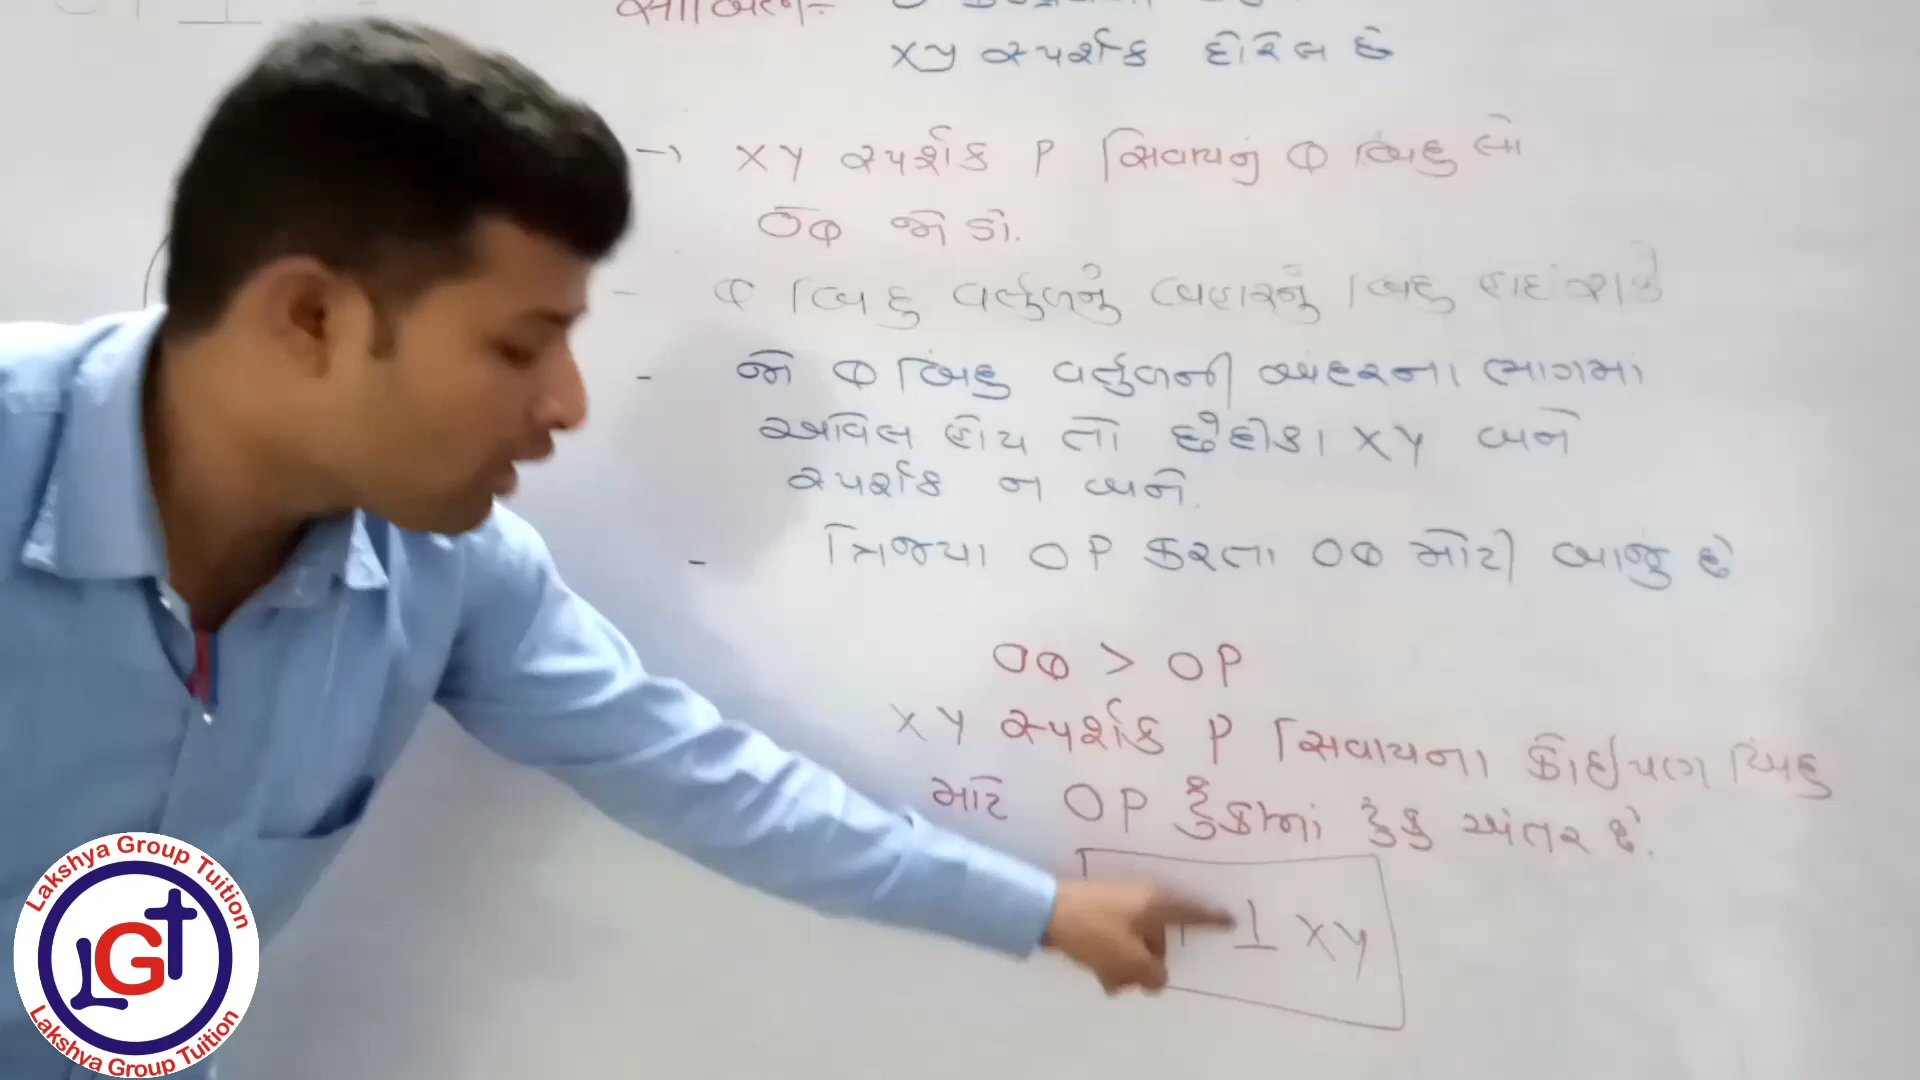 સાબિતી:-
XY સ્પર્શક દોરેલ છે
→ XY સ્પર્શક P સિવાયનું Q બિંદુ લો
OQ જોડો.
- Q બિંદુ વર્તુળનું બહારનું બિંદુ
- જો Q બિંદુ વર્તુળની અંદરના ભાગમાં
આવેલ હોય તો છેદીકા XY બને
સ્પર્શક ન બને.
- ત્રિજ્યા OP કરતા OQ મોટી બાજુ છે
OQ > OP
XY સ્પર્શક P સિવાયના કોઈપણ બિંદુ
માટે OP ટુંકામાં ટુંકુ અંતર છે.
⊥ XY
Lakshya Group Tuition
LGT
Lakshya Group Tuition